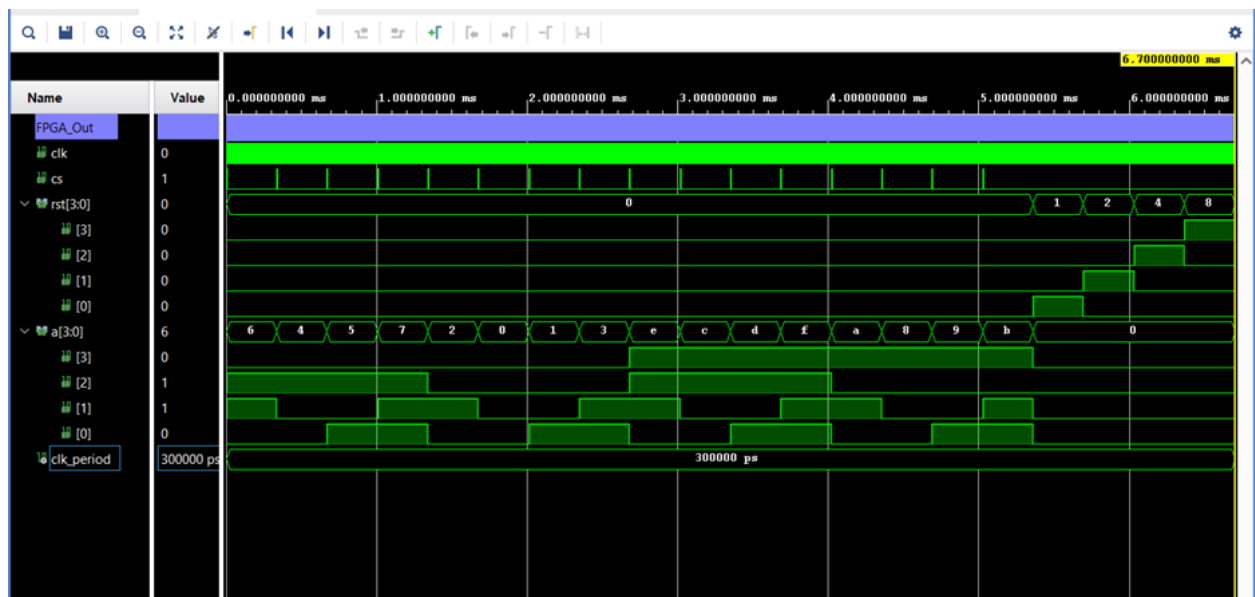 6.700000000 ms
Name Value 0.000000000 ms 1.000000000 ms 2.000000000 ms 3.000000000 ms 4.000000000 ms 5.000000000 ms 6.000000000 ms
FPGA_Out
clk 0
cs 1
rst[3:0] 0 0 1 2 4 8
[3] 0
[2] 0
[1] 0
[0] 0
a[3:0] 6 6 4 5 7 2 0 1 3 e c d f a 8 9 b 0
[3] 0
[2] 1
[1] 1
[0] 0
clk_period 300000 ps 300000 ps